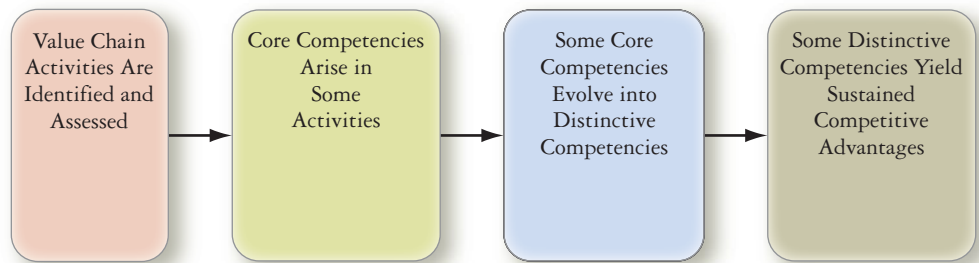 Value Chain
Activities Are
Identified and
Assessed
Core Competencies
Arise in
Some
Activities
Some Core
Competencies
Evolve into
Distinctive
Competencies
Some Distinctive
Competencies Yield
Sustained
Competitive
Advantages